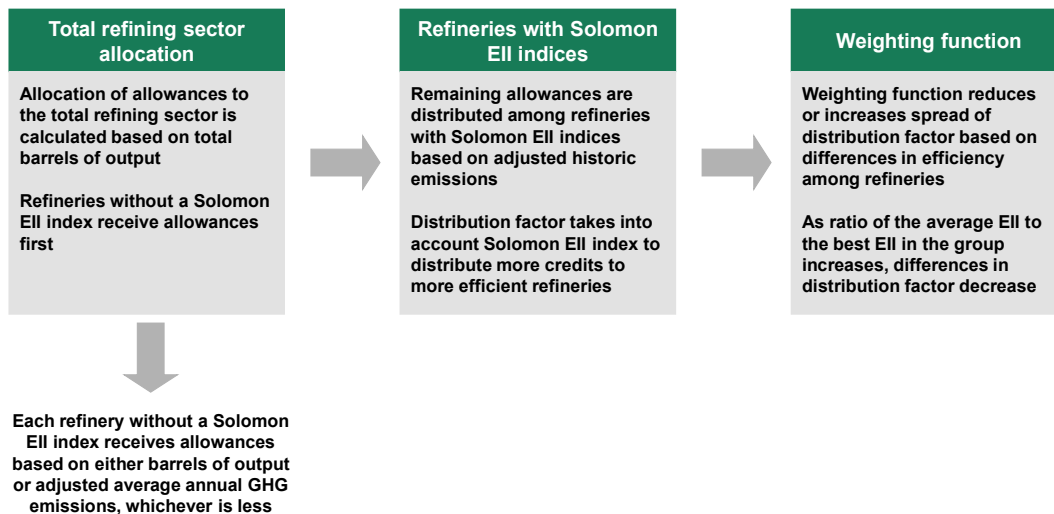 Total refining sector
allocation
Allocation of allowances to
the total refining sector is
calculated based on total
barrels of output
Refineries without a Solomon
EII index receive allowances
first
Each refinery without a Solomon
EII index receives allowances
based on either barrels of output
or adjusted average annual GHG
emissions, whichever is less
Refineries with Solomon
EII indices
Remaining allowances are
distributed among refineries
with Solomon EII indices
based on adjusted historic
emissions
Distribution factor takes into
account Solomon EII index to
distribute more credits to
more efficient refineries
Weighting function
Weighting function reduces
or increases spread of
distribution factor based on
differences in efficiency
among refineries
As ratio of the average EII to
the best EII in the group
increases, differences in
distribution factor decrease